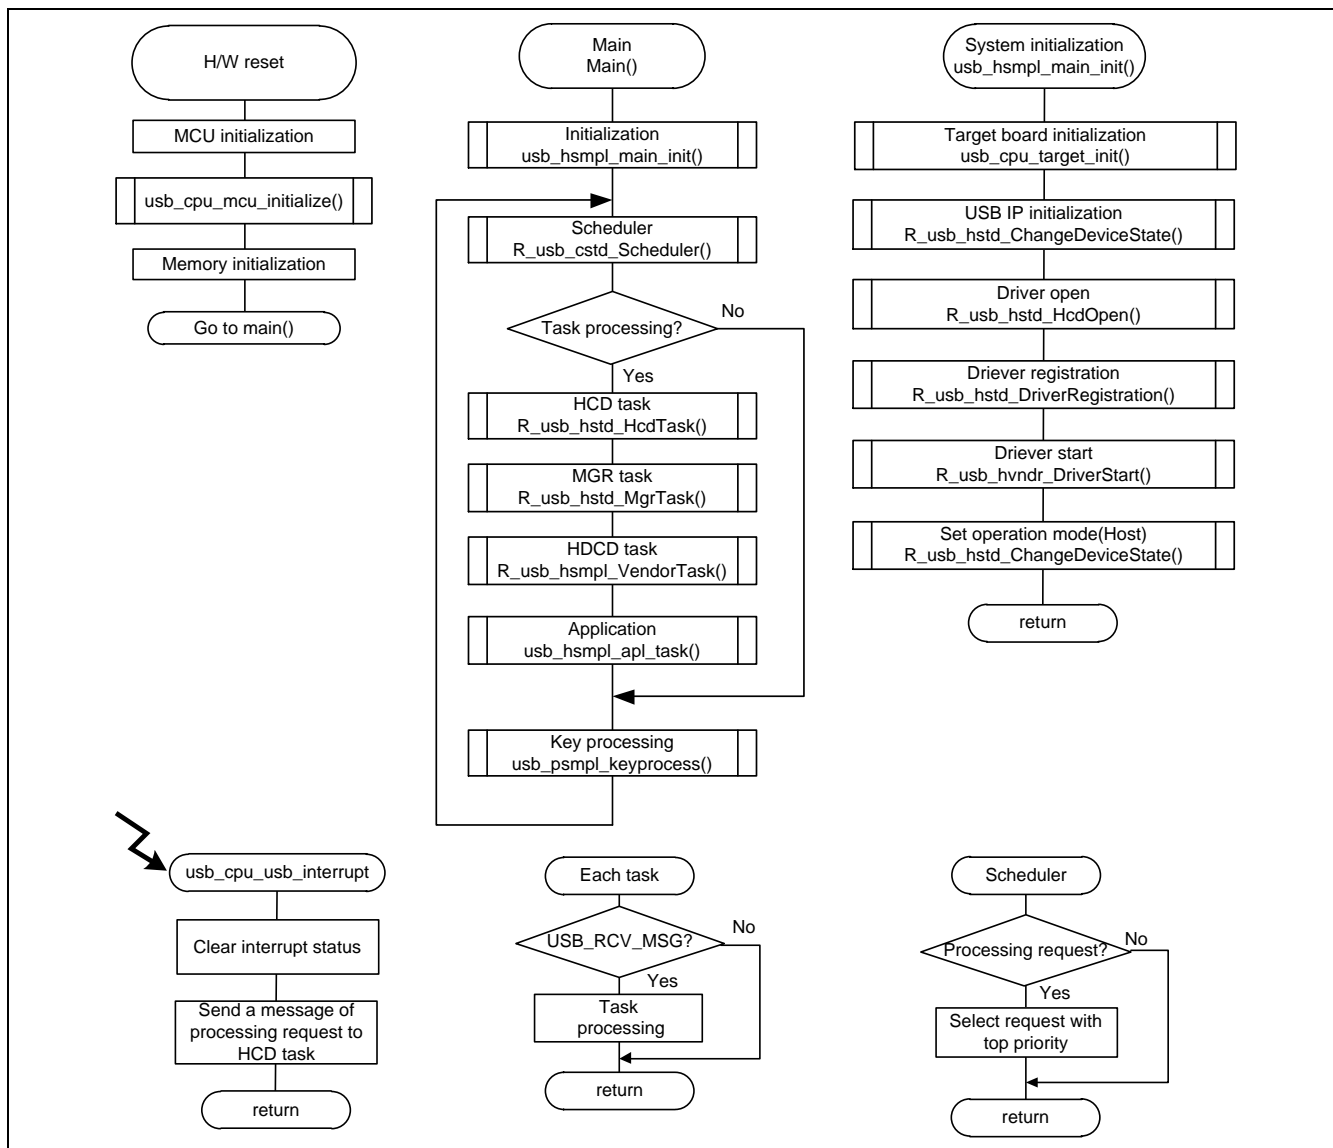 H/W reset
MCU initialization
usb_cpu_mcu_initialize()
Memory initialization
Go to main()
Main
Main()
Initialization
usb_hsmpl_main_init()
Scheduler
R_usb_cstd_Scheduler()
Task processing?
No
Yes
HCD task
R_usb_hstd_HcdTask()
MGR task
R_usb_hstd_MgrTask()
HDCD task
R_usb_hsmpl_VendorTask()
Application
usb_hsmpl_apl_task()
Key processing
usb_psmpl_keyprocess()
System initialization
usb_hsmpl_main_init()
Target board initialization
usb_cpu_target_init()
USB IP initialization
R_usb_hstd_ChangeDeviceState()
Driver open
R_usb_hstd_HcdOpen()
Driever registration
R_usb_hstd_DriverRegistration()
Driever start
R_usb_hvndr_DriverStart()
Set operation mode(Host)
R_usb_hstd_ChangeDeviceState()
return
usb_cpu_usb_interrupt
Clear interrupt status
Send a message of
processing request to
HCD task
return
Each task
USB_RCV_MSG?
No
Yes
Task
processing
return
Scheduler
Processing request?
No
Yes
Select request with
top priority
return